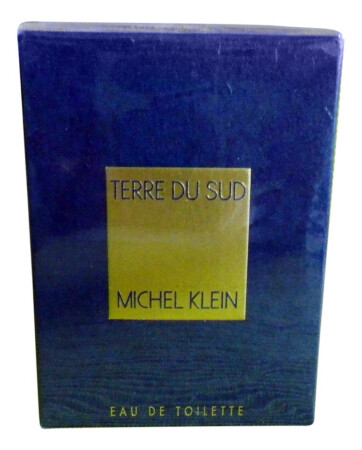 TERRE DU SUD
MICHEL KLEIN
EAU DE TOILETTE